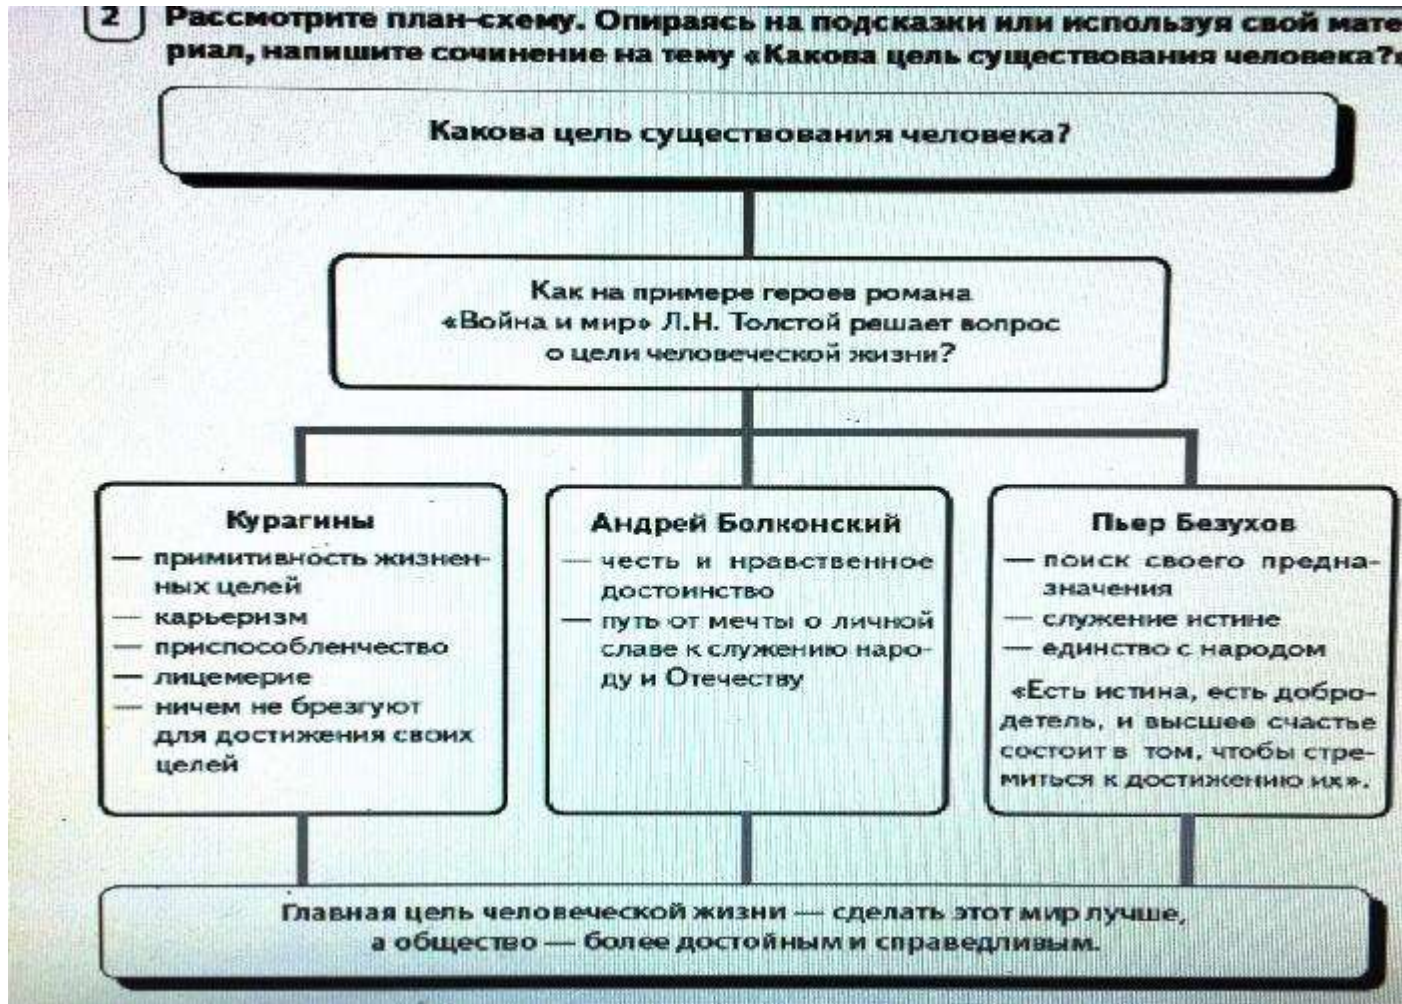 2 Рассмотрите план-схему. Опираясь на подсказки или используя свой мате-
риал, напишите сочинение на тему «Какова цель существования человека?»
Какова цель существования человека?
Как на примере героев романа
«Война и мир» Л.Н. Толстой решает вопрос
о цели человеческой жизни?
Курагины
— примитивность жизнен-
ных целей
— карьеризм
— приспособленчество
— лицемерие
— ничем не брезгуют
для достижения своих
целей
Андрей Болконский
— честь и нравственное
достоинство
— путь от мечты о личной
славе к служению наро-
ду и Отечеству
Пьер Безухов
— поиск своего предна-
значения
— служение истине
— единство с народом
«Есть истина, есть добро-
детель, и высшее счастье
состоит в том, чтобы стре-
миться к достижению их».
Главная цель человеческой жизни — сделать этот мир лучше,
а общество — более достойным и справедливым.